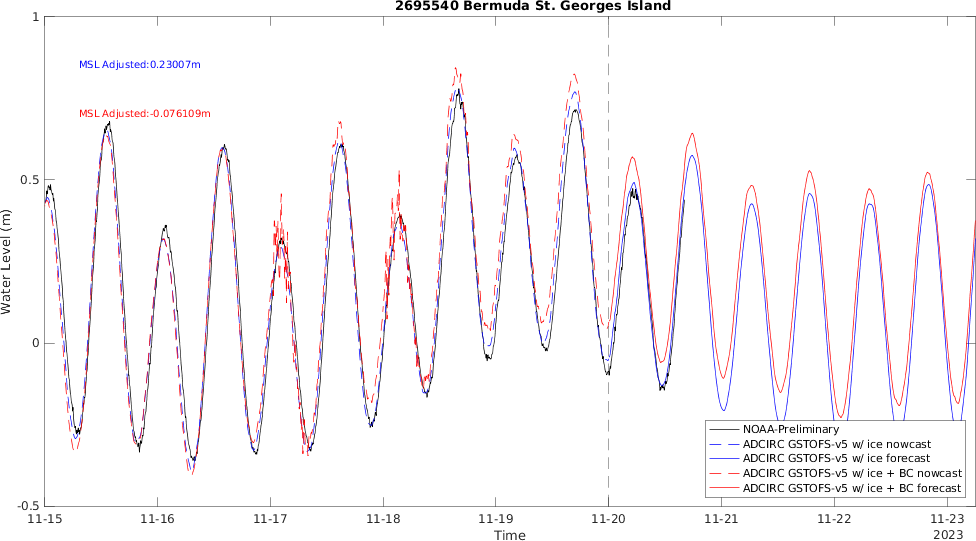 2695540 Bermuda St. Georges Island
MSL Adjusted:0.23007m
MSL Adjusted:-0.076109m
Water Level (m)
1
0.5
0
-0.5
NOAA-Preliminary
ADCIRC GSTOFS-v5 w/ ice nowcast
ADCIRC GSTOFS-v5 w/ ice forecast
ADCIRC GSTOFS-v5 w/ ice + BC nowcast
ADCIRC GSTOFS-v5 w/ ice + BC forecast
11-15 11-16 11-17 11-18 11-19 11-20 11-21 11-22 11-23
Time
2023